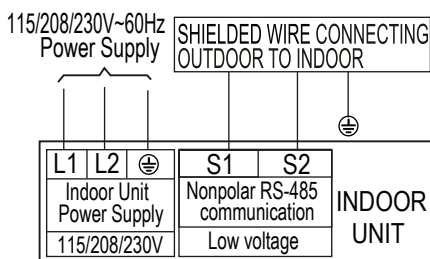 115/208/230V~60Hz
Power Supply
SHIELDED WIRE CONNECTING
OUTDOOR TO INDOOR
L1 L2 S1 S2
Indoor Unit
Power Supply
115/208/230V
Nonpolar RS-485
communication
Low voltage
INDOOR
UNIT